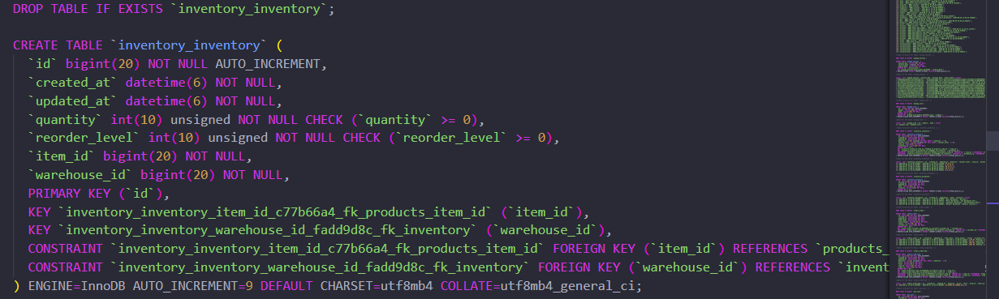 DROP TABLE IF EXISTS `inventory_inventory`;
CREATE TABLE `inventory_inventory` (
`id` bigint(20) NOT NULL AUTO_INCREMENT,
`created_at` datetime(6) NOT NULL,
`updated_at` datetime(6) NOT NULL,
`quantity` int(10) unsigned NOT NULL CHECK (`quantity` >= 0),
`reorder_level` int(10) unsigned NOT NULL CHECK (`reorder_level` >= 0),
`item_id` bigint(20) NOT NULL,
`warehouse_id` bigint(20) NOT NULL,
PRIMARY KEY (`id`),
KEY `inventory_inventory_item_id_c77b66a4_fk_products_item_id` (`item_id`),
KEY `inventory_inventory_warehouse_id_fadd9d8c_fk_inventory` (`warehouse_id`),
CONSTRAINT `inventory_inventory_item_id_c77b66a4_fk_products_item_id` FOREIGN KEY (`item_id`) REFERENCES `products_
CONSTRAINT `inventory_inventory_warehouse_id_fadd9d8c_fk_inventory` FOREIGN KEY (`warehouse_id`) REFERENCES `invent
) ENGINE=InnoDB AUTO_INCREMENT=9 DEFAULT CHARSET=utf8mb4 COLLATE=utf8mb4_general_ci;